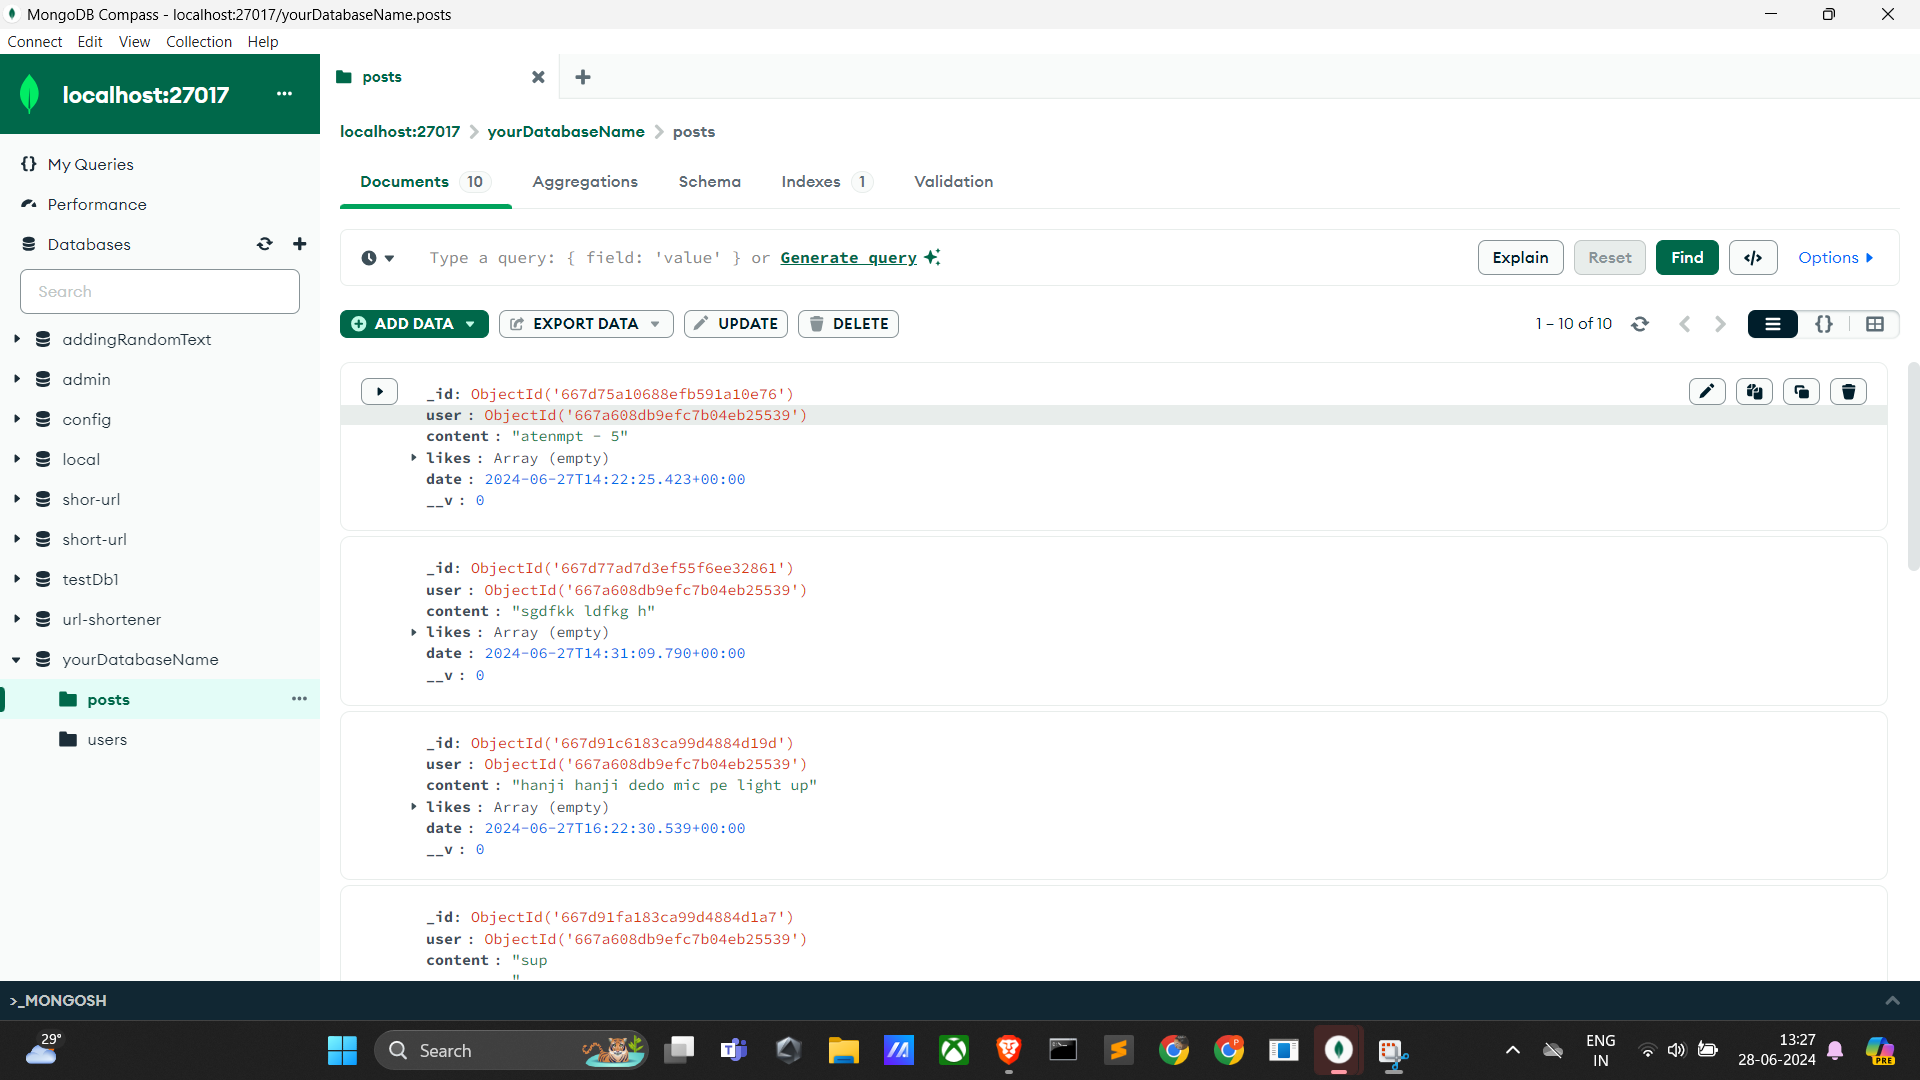 MongoDB Compass - localhost:27017/yourDatabaseName.posts
Connect Edit View Collection Help
localhost:27017
My Queries
Performance
Databases
Search
addingRandomText
admin
config
local
shor-url
short-url
testDb1
url-shortener
yourDatabaseName
posts
users
posts
localhost:27017 > yourDatabaseName > posts
Documents 10 Aggregations Schema Indexes 1 Validation
Type a query: { field: 'value' } or Generate query
Explain Reset Find </> Options
ADD DATA EXPORT DATA UPDATE DELETE
1 – 10 of 10
_id: ObjectId('667d75a10688efb591a10e76')
user : ObjectId('667a608db9efc7b04eb25539')
content : "atenmpt - 5"
likes : Array (empty)
date : 2024-06-27T14:22:25.423+00:00
__v : 0
_id: ObjectId('667d77ad7d3ef55f6ee32861')
user : ObjectId('667a608db9efc7b04eb25539')
content : "sgdfkk ldfkg h"
likes : Array (empty)
date : 2024-06-27T14:31:09.790+00:00
__v : 0
_id: ObjectId('667d91c6183ca99d4884d19d')
user : ObjectId('667a608db9efc7b04eb25539')
content : "hanji hanji dedo mic pe light up"
likes : Array (empty)
date : 2024-06-27T16:22:30.539+00:00
__v : 0
_id: ObjectId('667d91fa183ca99d4884d1a7')
user : ObjectId('667a608db9efc7b04eb25539')
content : "sup
"
>_MONGOSH
29°
Search
ENG
IN
13:27
28-06-2024
PRE